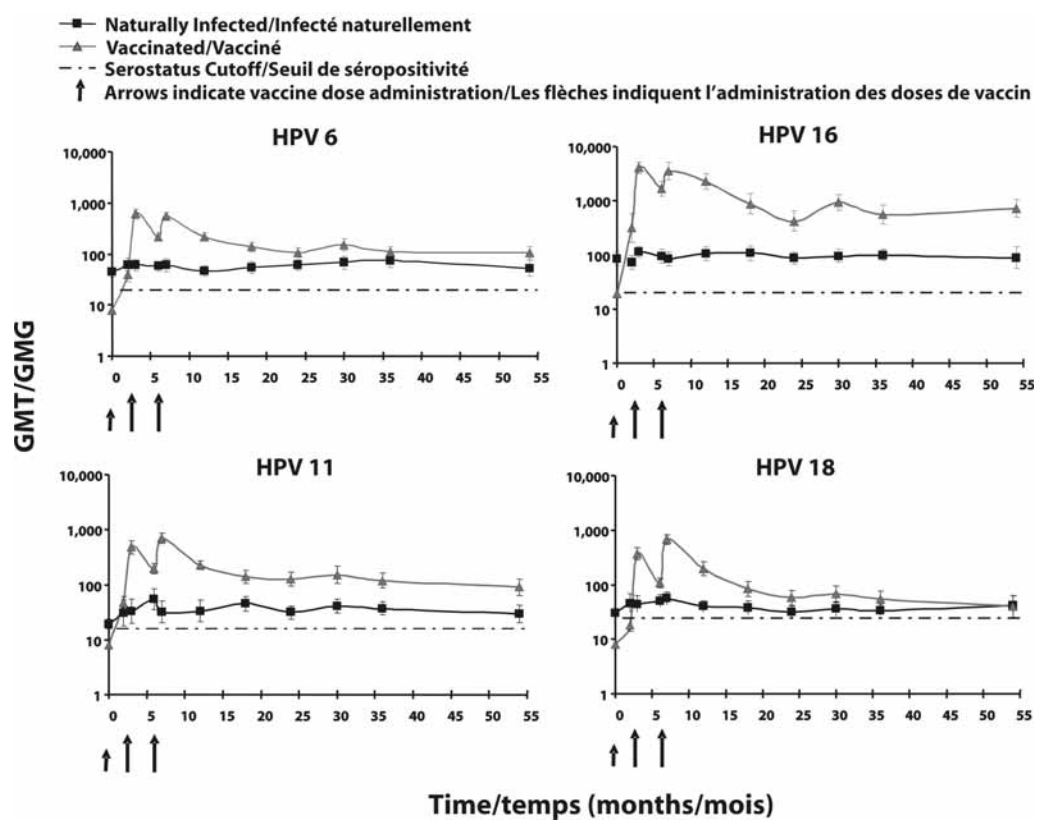 Naturally Infected/Infecté naturellement
Vaccinated/Vacciné
Serostatus Cutoff/Seuil de séropositivité
Arrows indicate vaccine dose administration/Les flèches indiquent l'administration des doses de vaccin
GMT/GMG
HPV 6
10,000
1,000
100
10
1
0 5 10 15 20 25 30 35 40 45 50 55
HPV 16
10,000
1,000
100
10
1
0 5 10 15 20 25 30 35 40 45 50 55
HPV 11
10,000
1,000
100
10
1
0 5 10 15 20 25 30 35 40 45 50 55
HPV 18
10,000
1,000
100
10
1
0 5 10 15 20 25 30 35 40 45 50 55
Time/temps (months/mois)